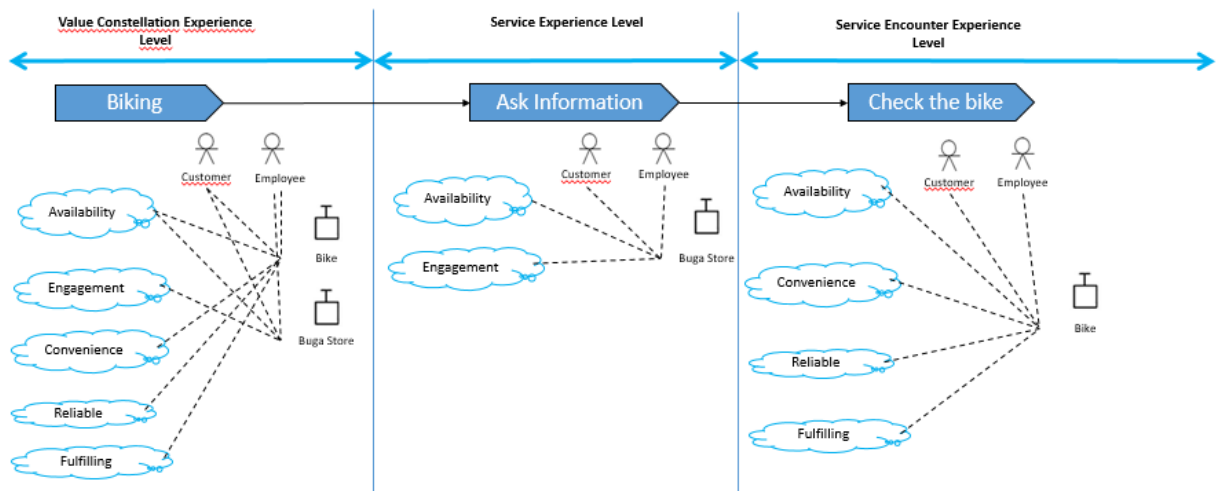 Value Constellation Experience
Level
Service Experience Level
Service Encounter Experience
Level
Biking
Ask Information
Check the bike
Customer
Employee
Availability
Engagement
Convenience
Reliable
Fulfilling
Bike
Buga Store
Customer
Employee
Availability
Engagement
Buga Store
Customer
Employee
Availability
Convenience
Reliable
Fulfilling
Bike